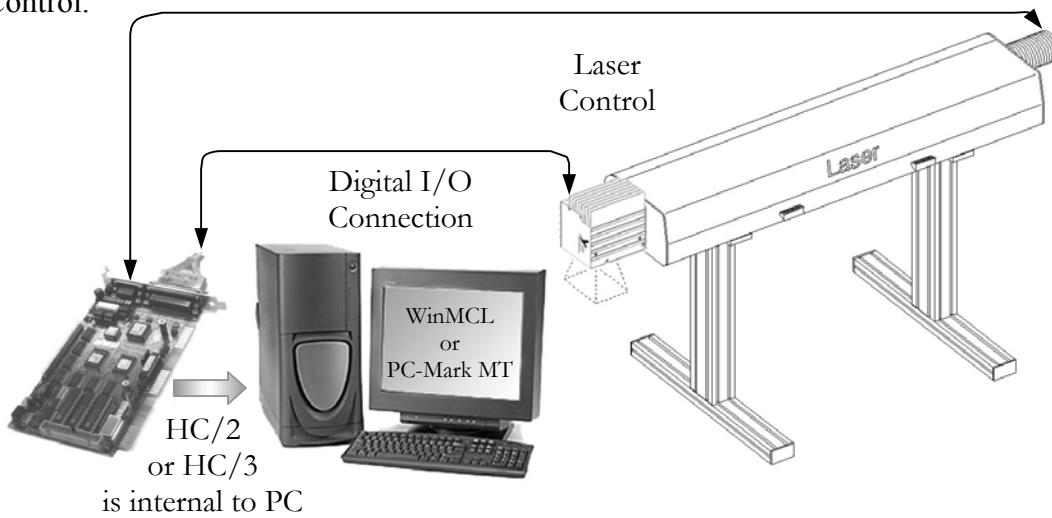 Control.
Laser
Control
Laser
Digital I/O
Connection
WinMCL
or
PC-Mark MT
HC/2
or HC/3
is internal to PC